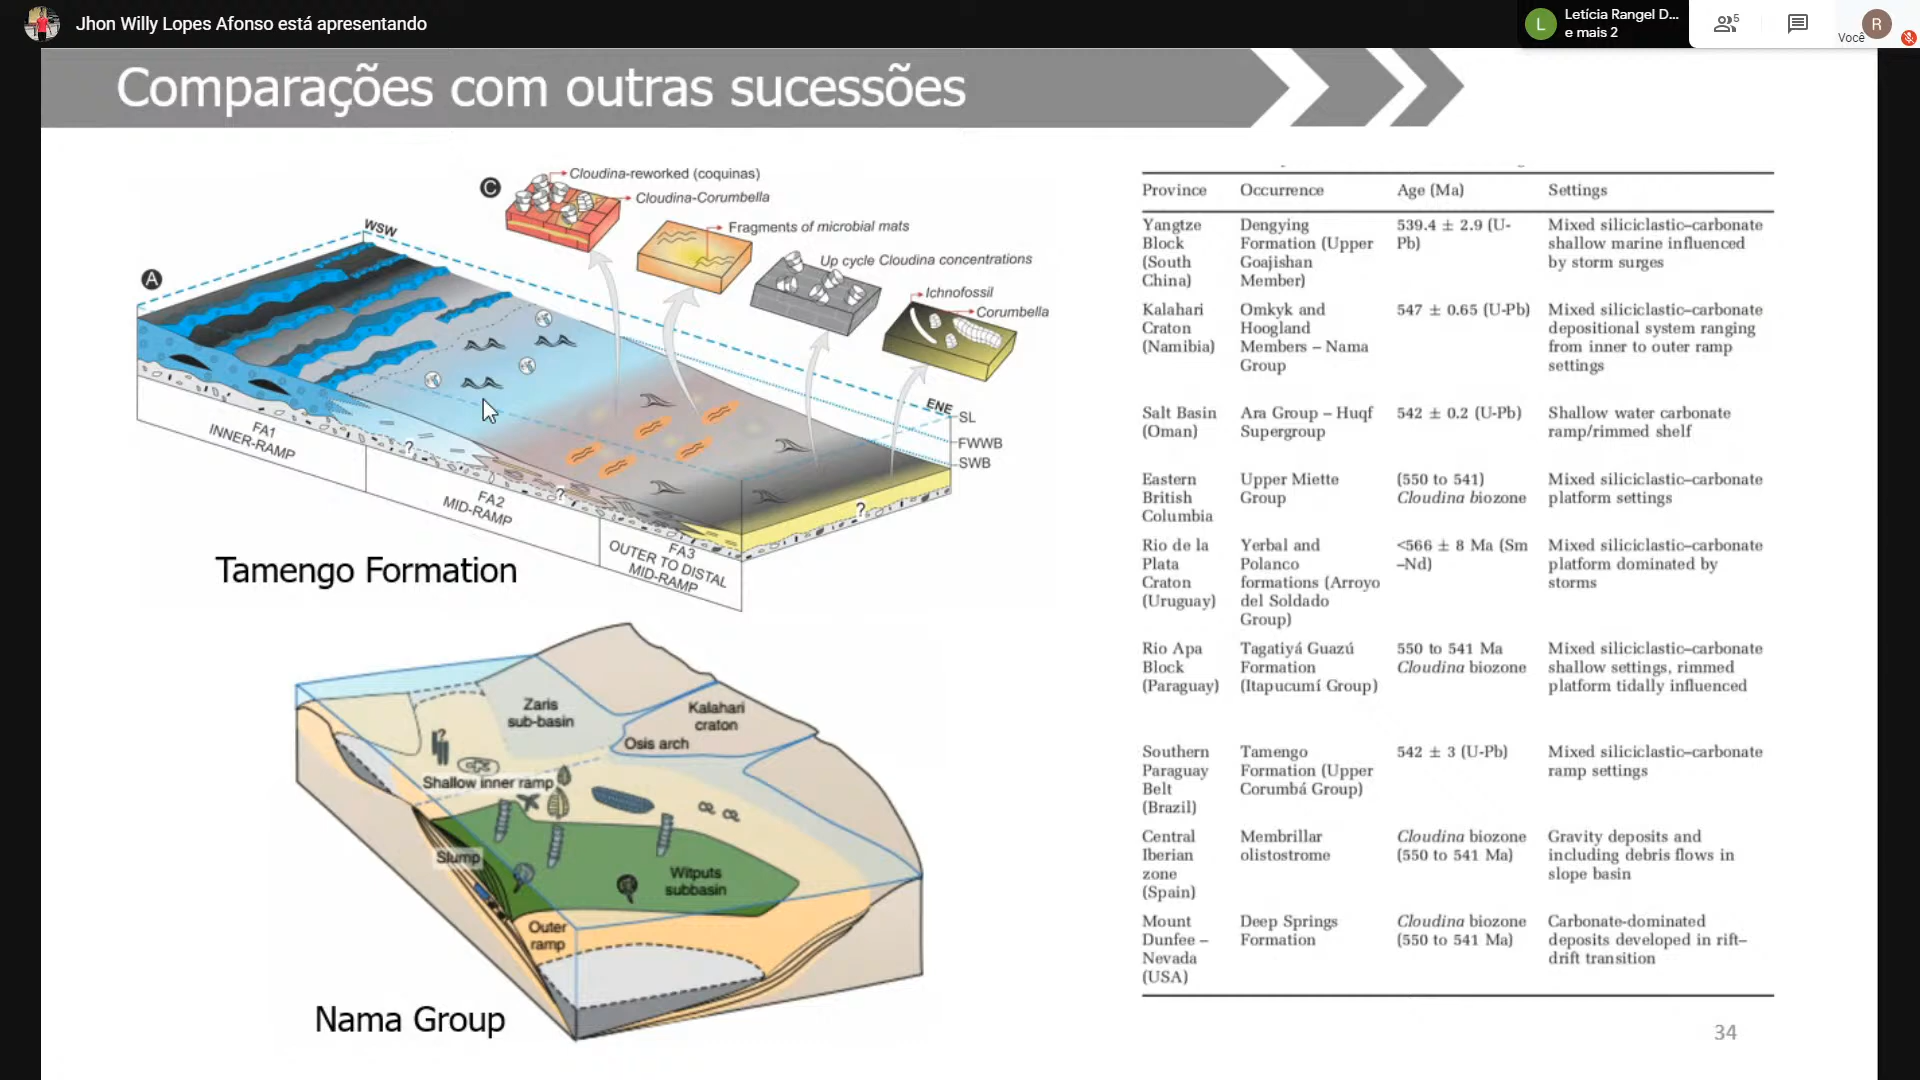 Jhon Willy Lopes Afonso está apresentando
L
Letícia Rangel D...
e mais 2
5
Você
R
Comparações com outras sucessões
C
Cloudina-reworked (coquinas)
Cloudina-Corumbella
Fragments of microbial mats
Up cycle Cloudina concentrations
Ichnofossil
Corumbella
A
WSW
ENE
SL
FWWB
SWB
?
?
?
FA1
INNER-RAMP
FA2
MID-RAMP
FA3
OUTER TO DISTAL
MID-RAMP
Tamengo Formation
Zaris
sub-basin
Kalahari
craton
Osis arch
?
Shallow inner ramp
Slump
Witputs
subbasin
Outer
ramp
Nama Group
Province Occurrence Age (Ma) Settings
Yangtze Dengying 539.4 ± 2.9 (U- Mixed siliciclastic–carbonate
Block Formation (Upper Pb) shallow marine influenced
(South Goajishan by storm surges
China) Member)
Kalahari Omkyk and 547 ± 0.65 (U-Pb) Mixed siliciclastic–carbonate
Craton Hoogland depositional system ranging
(Namibia) Members – Nama from inner to outer ramp
Group settings
Salt Basin Ara Group – Huqf 542 ± 0.2 (U-Pb) Shallow water carbonate
(Oman) Supergroup ramp/rimmed shelf
Eastern Upper Miette (550 to 541) Mixed siliciclastic–carbonate
British Group Cloudina biozone platform settings
Columbia
Rio de la Yerbal and <566 ± 8 Ma (Sm Mixed siliciclastic–carbonate
Plata Polanco –Nd) platform dominated by
Craton formations (Arroyo storms
(Uruguay) del Soldado
Group)
Rio Apa Tagatiyá Guazú 550 to 541 Ma Mixed siliciclastic–carbonate
Block Formation Cloudina biozone shallow settings, rimmed
(Paraguay) (Itapucumí Group) platform tidally influenced
Southern Tamengo 542 ± 3 (U-Pb) Mixed siliciclastic–carbonate
Paraguay Formation (Upper ramp settings
Belt Corumbá Group)
(Brazil)
Central Membrillar Cloudina biozone Gravity deposits and
Iberian olistostrome (550 to 541 Ma) including debris flows in
zone slope basin
(Spain)
Mount Deep Springs Cloudina biozone Carbonate-dominated
Dunfee – Formation (550 to 541 Ma) deposits developed in rift–
Nevada drift transition
(USA)
34